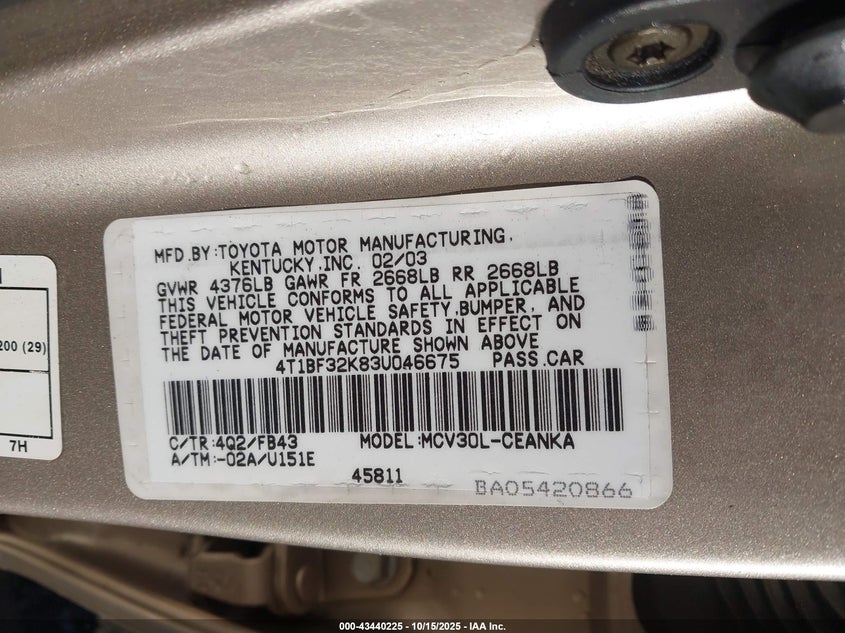 MFD.BY:TOYOTA MOTOR MANUFACTURING,
KENTUCKY,INC. 02/03
GVWR 4376LB GAWR FR 2668LB RR 2668LB
THIS VEHICLE CONFORMS TO ALL APPLICABLE
FEDERAL MOTOR VEHICLE SAFETY,BUMPER, AND
THEFT PREVENTION STANDARDS IN EFFECT ON
THE DATE OF MANUFACTURE SHOWN ABOVE
4T1BF32K83U046675 PASS.CAR
C/TR:4Q2/FB43 MODEL:MCV30L-CEANKA
A/TM:-02A/U151E
45811
BA05420866
200 (29)
7H
000-43440225 - 10/15/2025 - IAA Inc.